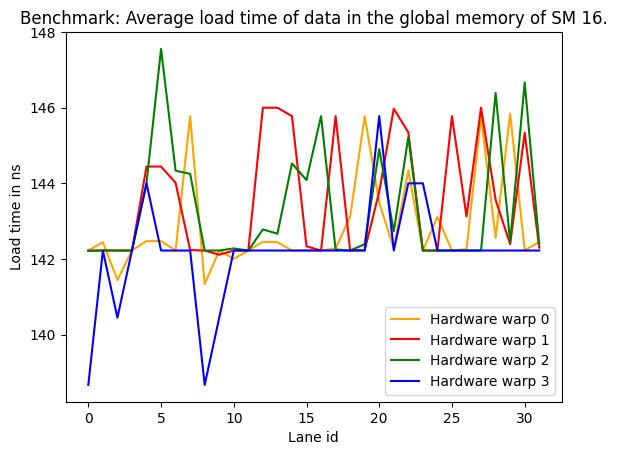 Benchmark: Average load time of data in the global memory of SM 16.
148
146
144
142
140
Load time in ns
Hardware warp 0
Hardware warp 1
Hardware warp 2
Hardware warp 3
0 5 10 15 20 25 30
Lane id